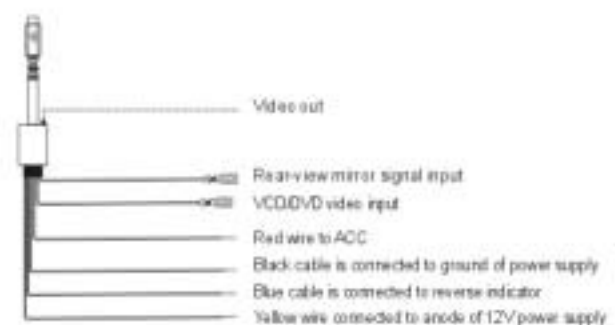 Video out
Rear-view mirror signal input
VCD/DVD video input
Red wire to ACC
Black cable is connected to ground of power supply
Blue cable is connected to reverse indicator
Yellow wire connected to anode of 12V power supply